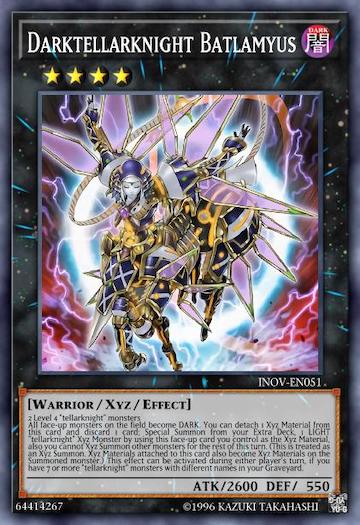 DARKTELLARKNIGHT BATLAMYUS
DARK
闇
INOV-EN051
[WARRIOR / XYZ / EFFECT]
2 Level 4 "tellarknight" monsters
All face-up monsters on the field become DARK. You can detach 1 Xyz Material from
this card and discard 1 card; Special Summon from your Extra Deck, 1 LIGHT
"tellarknight" Xyz Monster by using this face-up card you control as the Xyz Material,
also you cannot Xyz Summon other monsters for the rest of this turn. (This is treated as
an Xyz Summon. Xyz Materials attached to this card also become Xyz Materials on the
Summoned monster.) This effect can be activated during either player's turn, if you
have 7 or more "tellarknight" monsters with different names in your Graveyard.
ATK/2600 DEF/ 550
64414267
©1996 KAZUKI TAKAHASHI